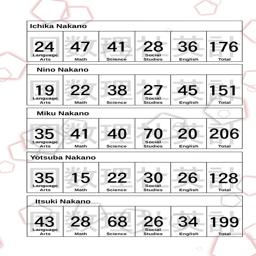 Ichika Nakano
24 47 41 28 36 176
Language Social
Arts Math Science Studies English Total
Nino Nakano
19 22 38 27 45 151
Language Social
Arts Math Science Studies English Total
Miku Nakano
35 41 40 70 20 206
Language Social
Arts Math Science Studies English Total
Yotsuba Nakano
35 15 22 30 26 128
Language Social
Arts Math Science Studies English Total
Itsuki Nakano
43 28 68 26 34 199
Language Social
Arts Math Science Studies English Total